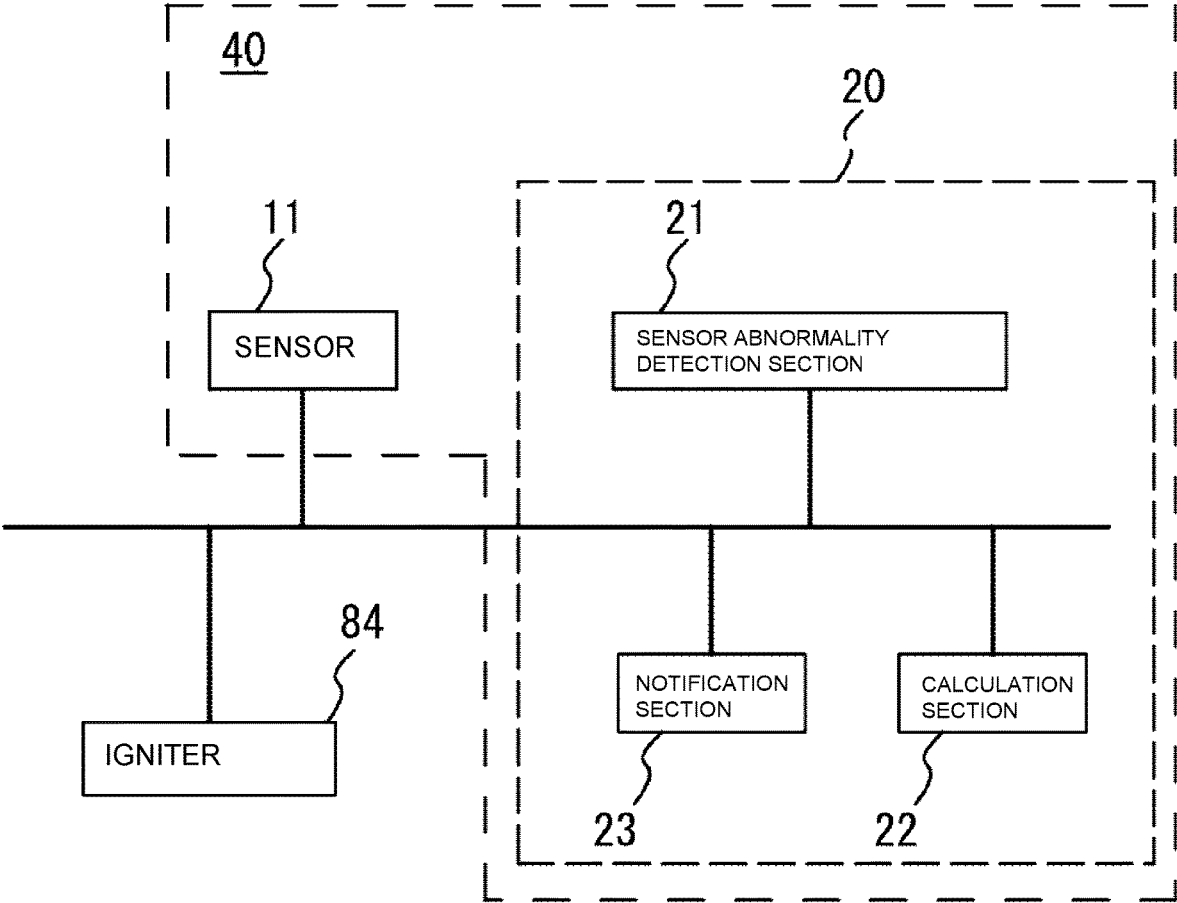 40
20
11
21
SENSOR
SENSOR ABNORMALITY
DETECTION SECTION
84
IGNITER
NOTIFICATION
SECTION
CALCULATION
SECTION
23
22